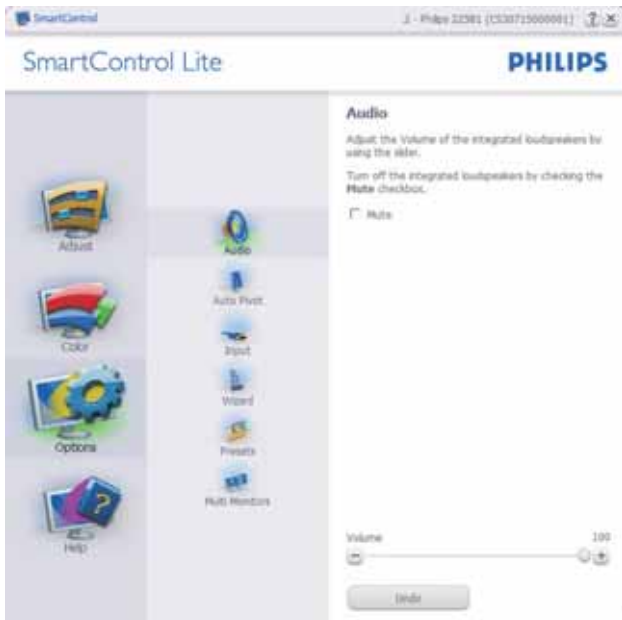 SmartControl
SmartControl Lite
PHILIPS
Audio
Adjust the Volume of the integrated loudspeakers by
using the slider.
Turn off the integrated loudspeakers by checking the
Mute checkbox.
Mute
Adjust
Color
Options
Help
Audio
Auto Pivot
Input
Wizard
Presets
Multi Monitors
Volume
100
Undo